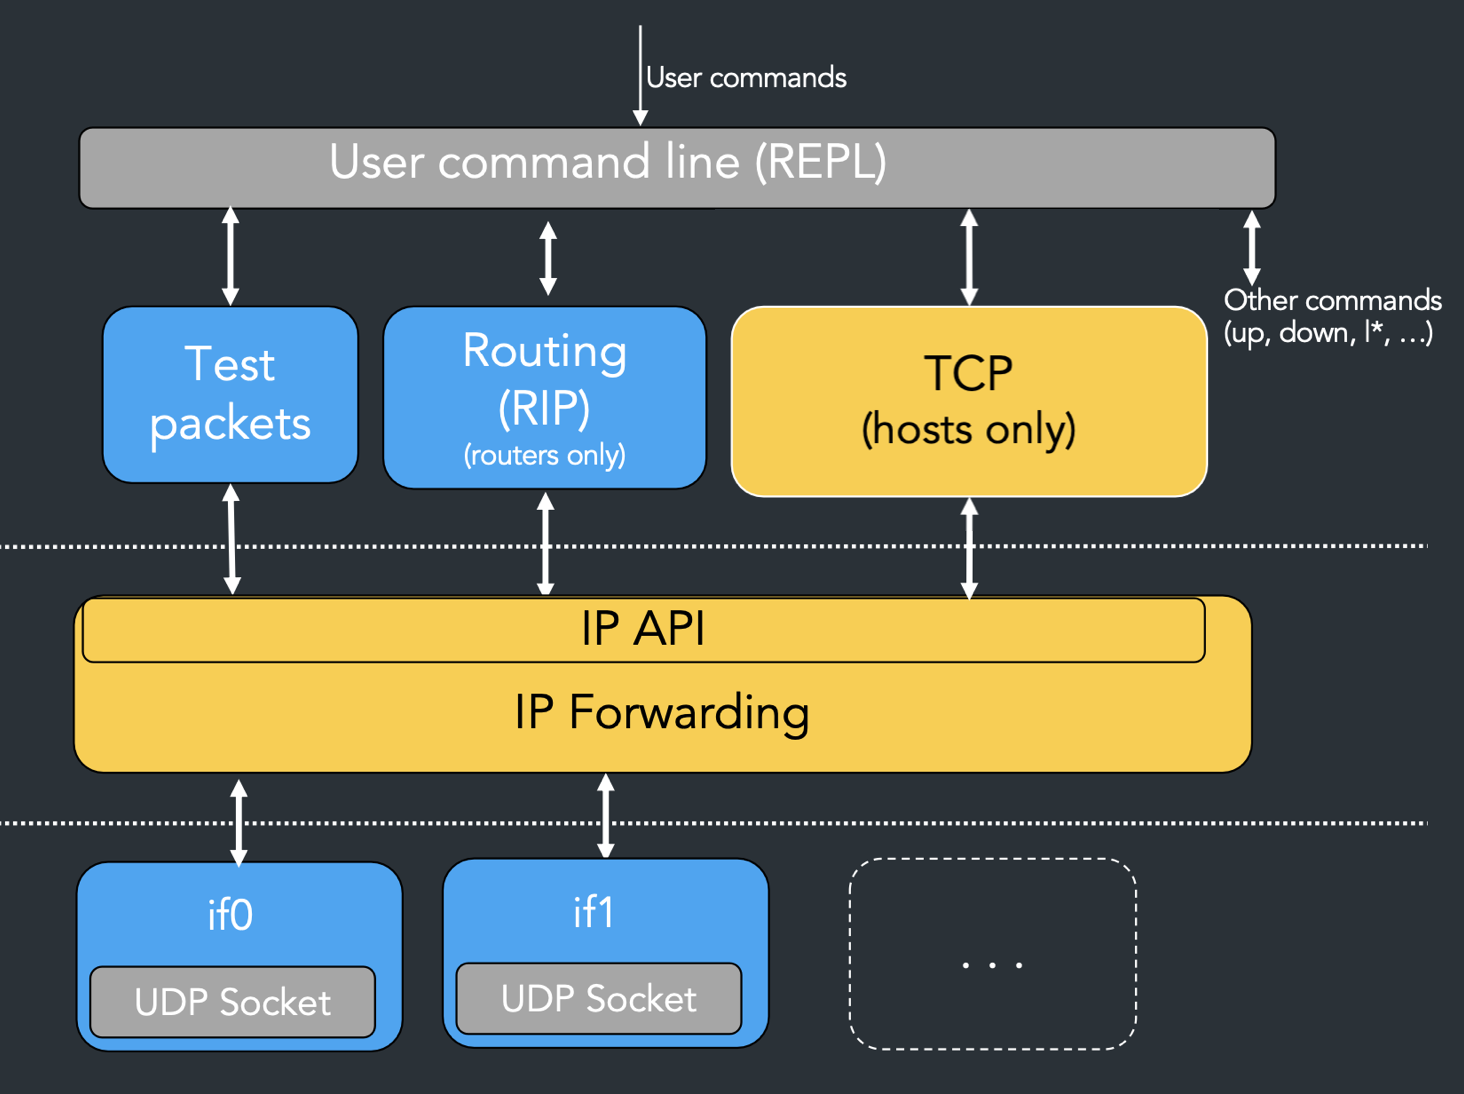 User commands
User command line (REPL)
Other commands
(up, down, l*, …)
Test
packets
Routing
(RIP)
(routers only)
TCP
(hosts only)
IP API
IP Forwarding
if0
UDP Socket
if1
UDP Socket
. . .